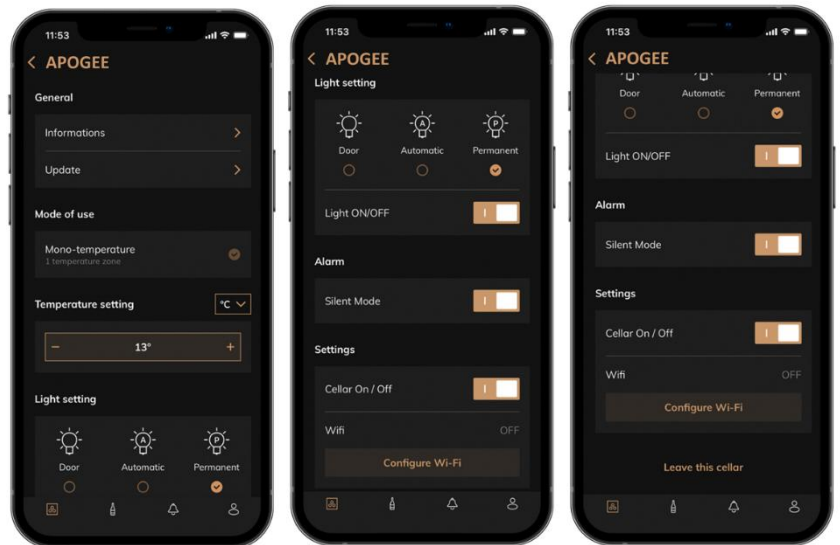 11:53
APOGEE
General
Informations
Update
Mode of use
Mono-temperature
1 temperature zone
Temperature setting
°C
− 13° +
Light setting
A P
Door Automatic Permanent
11:53
APOGEE
Light setting
A P
Door Automatic Permanent
Light ON/OFF
I
Alarm
Silent Mode
I
Settings
Cellar On / Off
I
Wifi OFF
Configure Wi-Fi
11:53
APOGEE
Door Automatic Permanent
Light ON/OFF
I
Alarm
Silent Mode
I
Settings
Cellar On / Off
I
Wifi OFF
Configure Wi-Fi
Leave this cellar